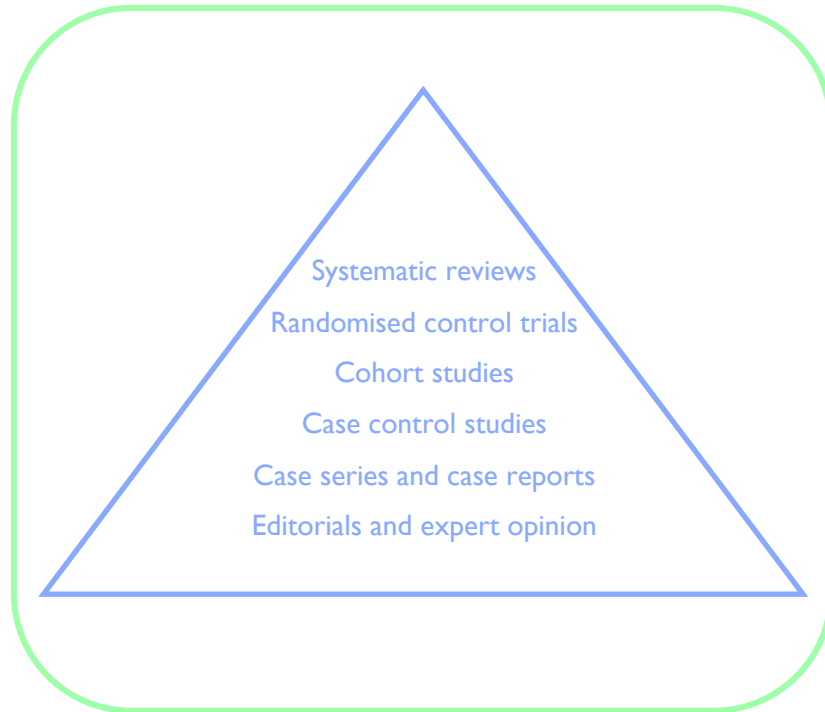 Systematic reviews
Randomised control trials
Cohort studies
Case control studies
Case series and case reports
Editorials and expert opinion